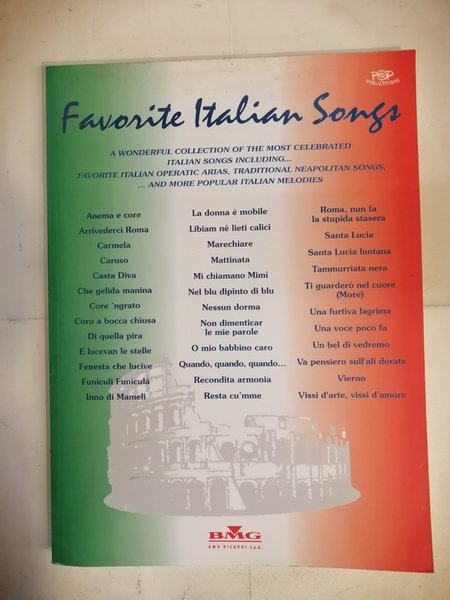 POP
PUBLICATIONS
Favorite Italian Songs
A WONDERFUL COLLECTION OF THE MOST CELEBRATED
ITALIAN SONGS INCLUDING...
FAVORITE ITALIAN OPERATIC ARIAS, TRADITIONAL NEAPOLITAN SONGS,
... AND MORE POPULAR ITALIAN MELODIES
Anema e core
Arrivederci Roma
Carmela
Caruso
Casta Diva
Che gelida manina
Core 'ngrato
Coro a bocca chiusa
Di quella pira
E lucevan le stelle
Fenesta che lucive
Funiculì Funiculà
Inno di Mameli
La donna è mobile
Libiam nè lieti calici
Marechiare
Mattinata
Mi chiamano Mimì
Nel blu dipinto di blu
Nessun dorma
Non dimenticar
le mie parole
O mio babbino caro
Quando, quando, quando...
Recondita armonia
Resta cu'mme
Roma, nun fa
la stupida stasera
Santa Lucia
Santa Lucia luntana
Tammurriata nera
Ti guarderò nel cuore
(More)
Una furtiva lagrima
Una voce poco fa
Un bel dì vedremo
Va pensiero sull'ali dorate
Vierno
Vissi d'arte, vissi d'amore
BMG
BMG RICORDI S.p.A.